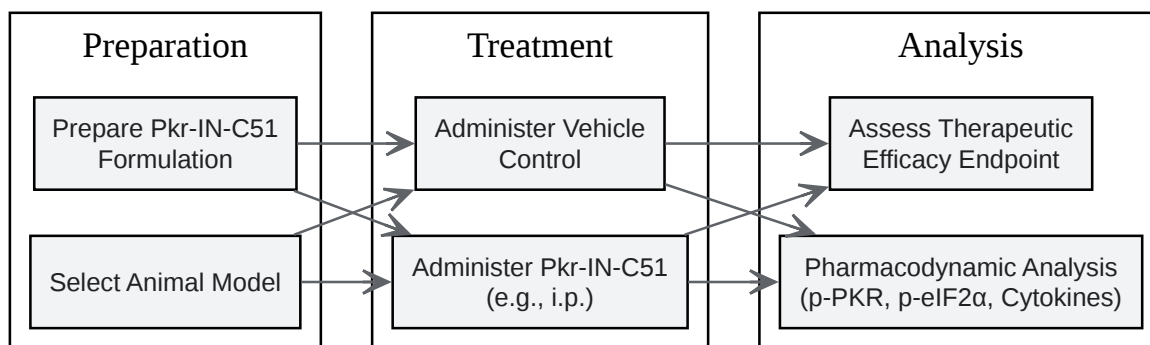 Preparation
Treatment
Analysis
Prepare Pkr-IN-C51
Formulation
Administer Vehicle
Control
Assess Therapeutic
Efficacy Endpoint
Select Animal Model
Administer Pkr-IN-C51
(e.g., i.p.)
Pharmacodynamic Analysis
(p-PKR, p-eIF2α, Cytokines)